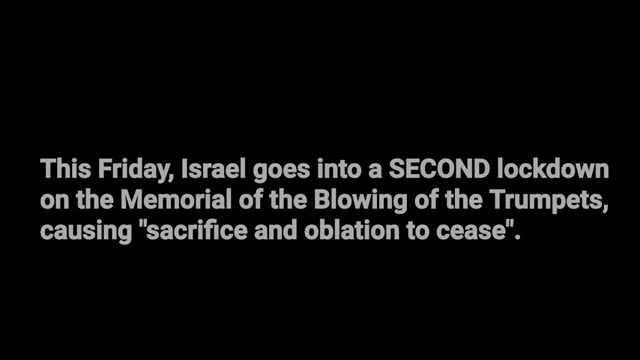 This Friday, Israel goes into a SECOND lockdown
on the Memorial of the Blowing of the Trumpets,
causing "sacrifice and oblation to cease".